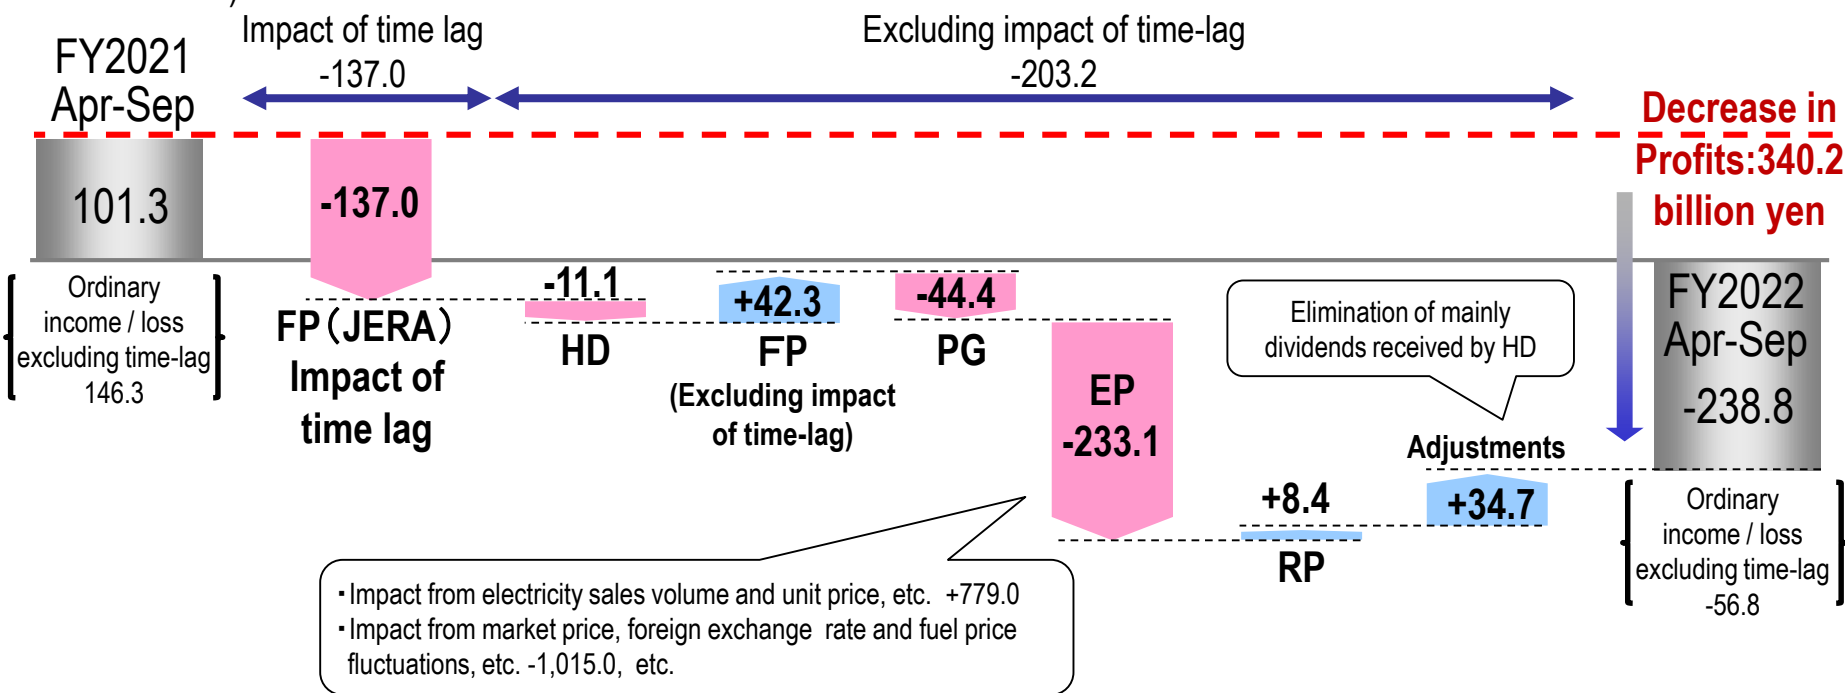 )
FY2021
Apr-Sep
Impact of time lag
-137.0
Excluding impact of time-lag
-203.2
Decrease in
Profits:340.2
billion yen
101.3
-137.0
Ordinary
income / loss
excluding time-lag
146.3
FP（JERA）
Impact of
time lag
-11.1
HD
+42.3
FP
(Excluding impact
of time-lag)
-44.4
PG
EP
-233.1
Elimination of mainly
dividends received by HD
Adjustments
+34.7
+8.4
RP
FY2022
Apr-Sep
-238.8
Ordinary
income / loss
excluding time-lag
-56.8
・Impact from electricity sales volume and unit price, etc. +779.0
・Impact from market price, foreign exchange rate and fuel price
fluctuations, etc. -1,015.0, etc.